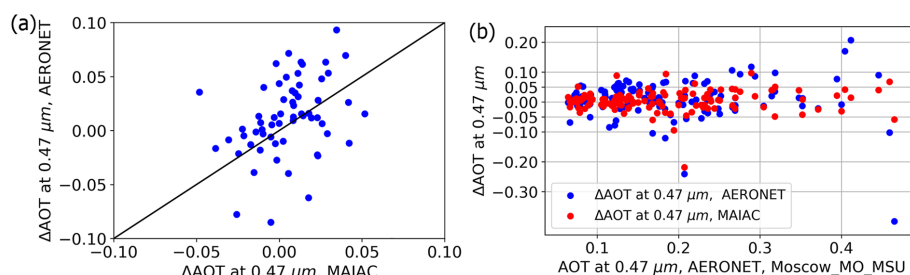 (a)
ΔAOT at 0.47 μm, AERONET
0.10
0.05
0.00
−0.05
−0.10
−0.10
−0.05
0.00
0.05
0.10
ΔAOT at 0.47 μm, MAIAC
(b)
ΔAOT at 0.47 μm
0.20
0.10
0.05
0.00
−0.05
−0.10
−0.20
−0.30
ΔAOT at 0.47 μm, AERONET
ΔAOT at 0.47 μm, MAIAC
0.1
0.2
0.3
0.4
AOT at 0.47 μm, AERONET, Moscow_MO_MSU